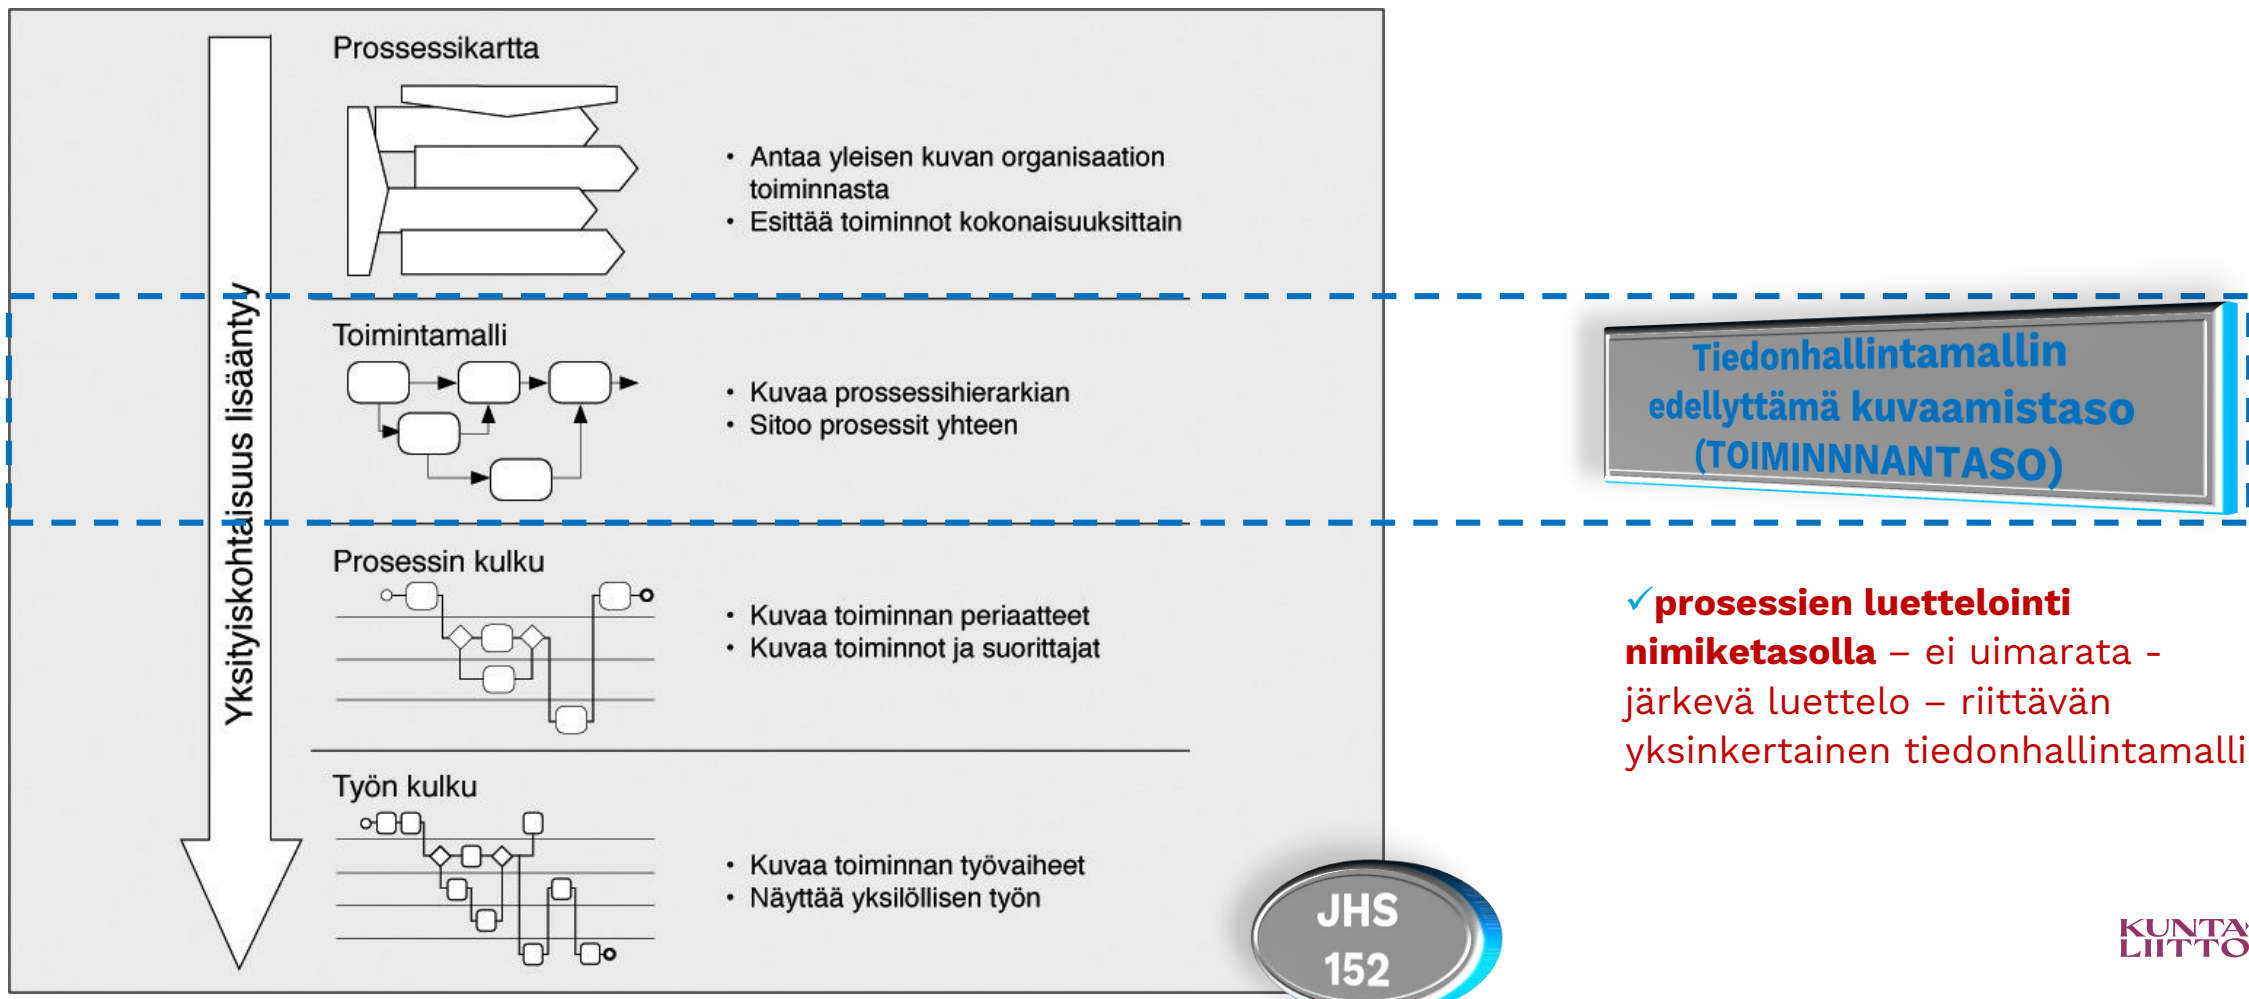 Prossessikartta
• Antaa yleisen kuvan organisaation
toiminnasta
• Esittää toiminnot kokonaisuuksittain
Yksityiskohtaisuus lisääntyy
Toimintamalli
• Kuvaa prossessihierarkian
• Sitoo prosessit yhteen
Tiedonhallintamallin
edellyttämä kuvaamistaso
(TOIMINNNANTASO)
Prosessin kulku
• Kuvaa toiminnan periaatteet
• Kuvaa toiminnot ja suorittajat
✓prosessien luettelointi
nimiketasolla – ei uimarata -
järkevä luettelo – riittävän
yksinkertainen tiedonhallintamalli
Työn kulku
• Kuvaa toiminnan työvaiheet
• Näyttää yksilöllisen työn
JHS
152
KUNTA
LIITTO